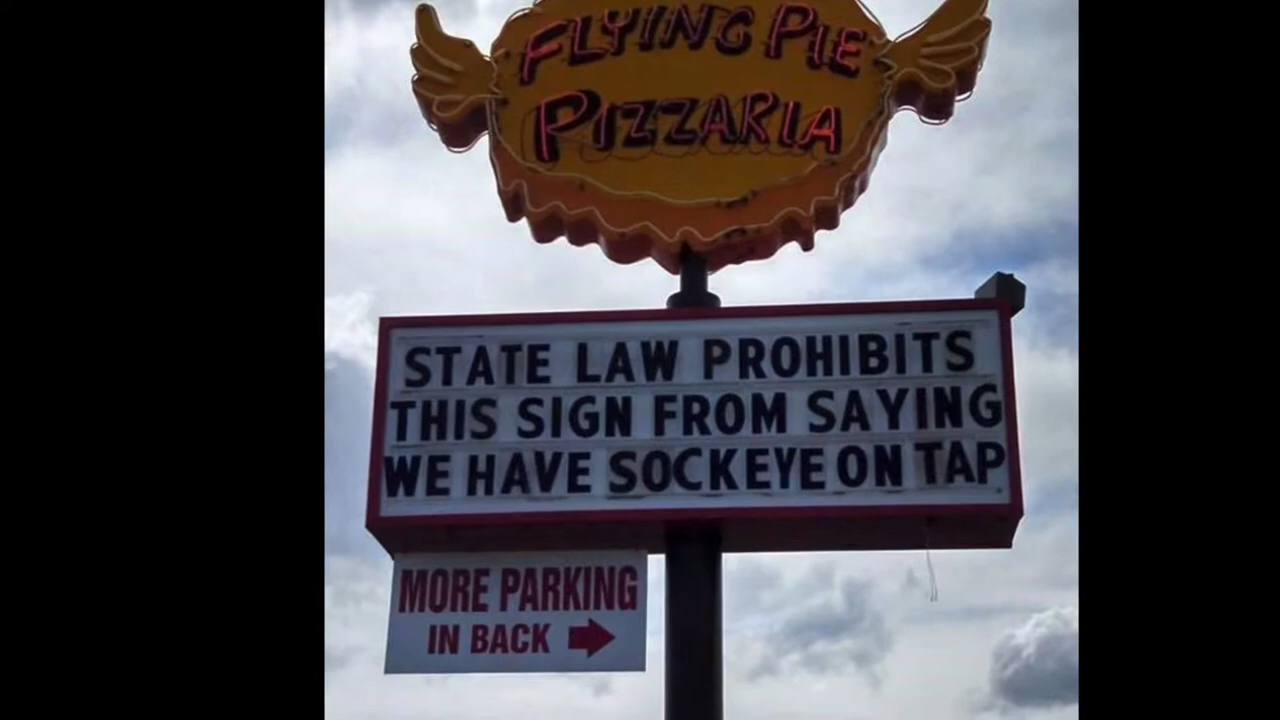 FLYING PIE
PIZZARIA
STATE LAW PROHIBITS
THIS SIGN FROM SAYING
WE HAVE SOCKEYE ON TAP
MORE PARKING
IN BACK